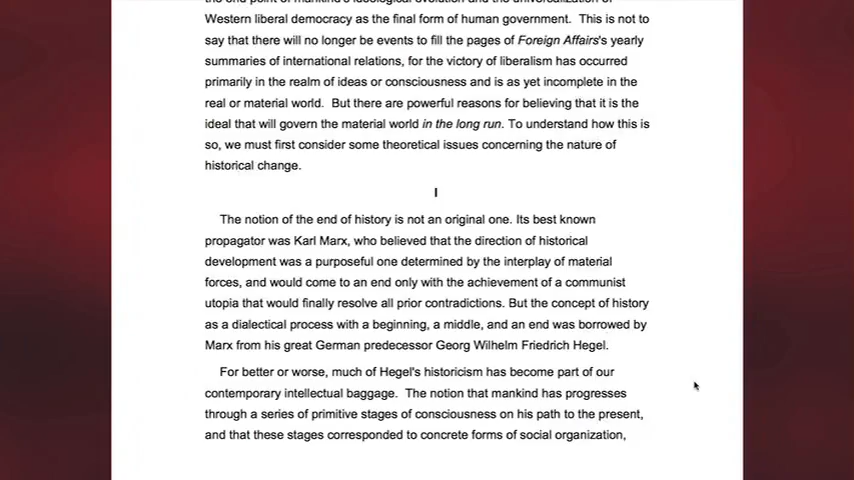 the end point of mankind's ideological evolution and the universalization of
Western liberal democracy as the final form of human government.  This is not to
say that there will no longer be events to fill the pages of Foreign Affairs's yearly
summaries of international relations, for the victory of liberalism has occurred
primarily in the realm of ideas or consciousness and is as yet incomplete in the
real or material world.  But there are powerful reasons for believing that it is the
ideal that will govern the material world in the long run. To understand how this is
so, we must first consider some theoretical issues concerning the nature of
historical change.
I
The notion of the end of history is not an original one. Its best known
propagator was Karl Marx, who believed that the direction of historical
development was a purposeful one determined by the interplay of material
forces, and would come to an end only with the achievement of a communist
utopia that would finally resolve all prior contradictions. But the concept of history
as a dialectical process with a beginning, a middle, and an end was borrowed by
Marx from his great German predecessor Georg Wilhelm Friedrich Hegel.
For better or worse, much of Hegel's historicism has become part of our
contemporary intellectual baggage.  The notion that mankind has progresses
through a series of primitive stages of consciousness on his path to the present,
and that these stages corresponded to concrete forms of social organization,